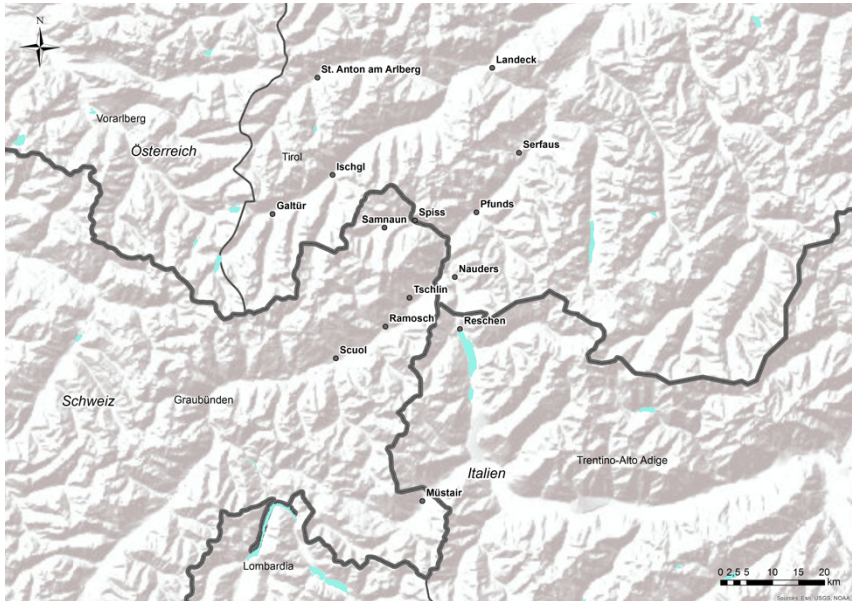 N
St. Anton am Arlberg
Landeck
Vorarlberg
Österreich
Tirol
Serfaus
Ischgl
Galtür
Samnaun
Spiss
Pfunds
Nauders
Tschlin
Ramosch
Reschen
Scuol
Schweiz
Graubünden
Trentino-Alto Adige
Italien
Müstair
Lombardia
0 2,5 5 10 15 20
km
Sources: Esri, USGS, NOAA